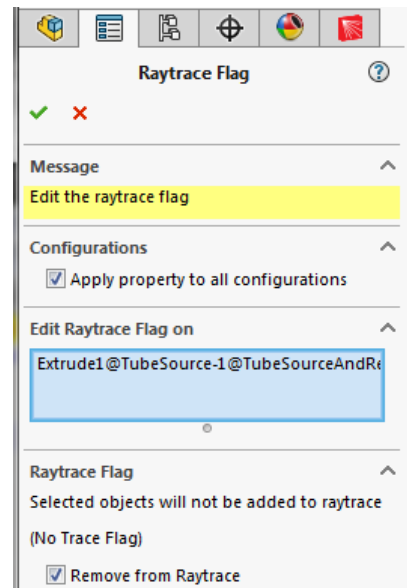 Raytrace Flag
Message
Edit the raytrace flag
Configurations
Apply property to all configurations
Edit Raytrace Flag on
Extrude1@TubeSource-1@TubeSourceAndRe
Raytrace Flag
Selected objects will not be added to raytrace
(No Trace Flag)
Remove from Raytrace